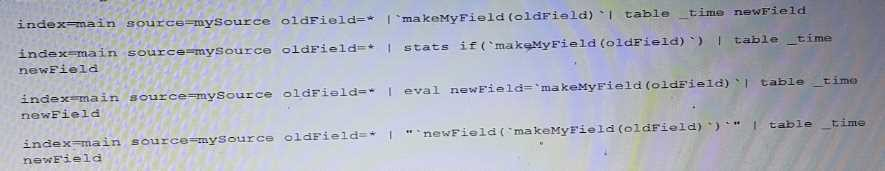 index=main source=mySource oldField=* |`makeMyField(oldField)`| table _time newField
index=main source=mySource oldField=* | stats if(`makeMyField(oldField)`) | table _time
newField
index=main source=mySource oldField=* | eval newField=`makeMyField(oldField)`| table _time
newField
index=main source=mySource oldField=* | "`newField(`makeMyField(oldField)`)`" | table _time
newField